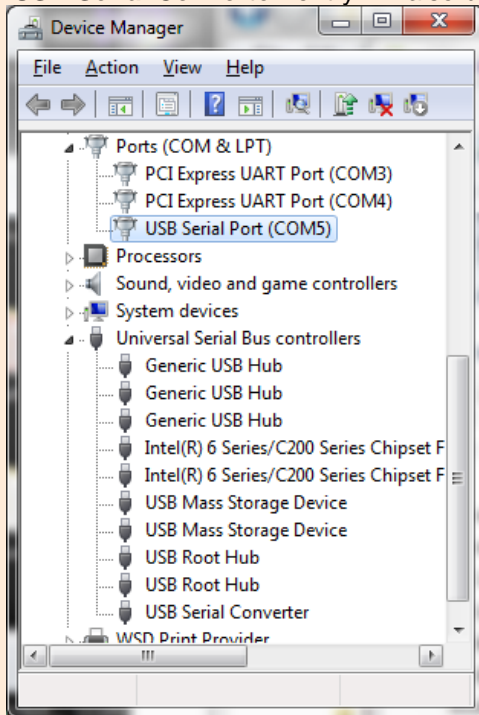 Device Manager
File Action View Help
Ports (COM & LPT)
PCI Express UART Port (COM3)
PCI Express UART Port (COM4)
USB Serial Port (COM5)
Processors
Sound, video and game controllers
System devices
Universal Serial Bus controllers
Generic USB Hub
Generic USB Hub
Generic USB Hub
Intel(R) 6 Series/C200 Series Chipset F
Intel(R) 6 Series/C200 Series Chipset F
USB Mass Storage Device
USB Mass Storage Device
USB Root Hub
USB Root Hub
USB Serial Converter
WSD Print Provider